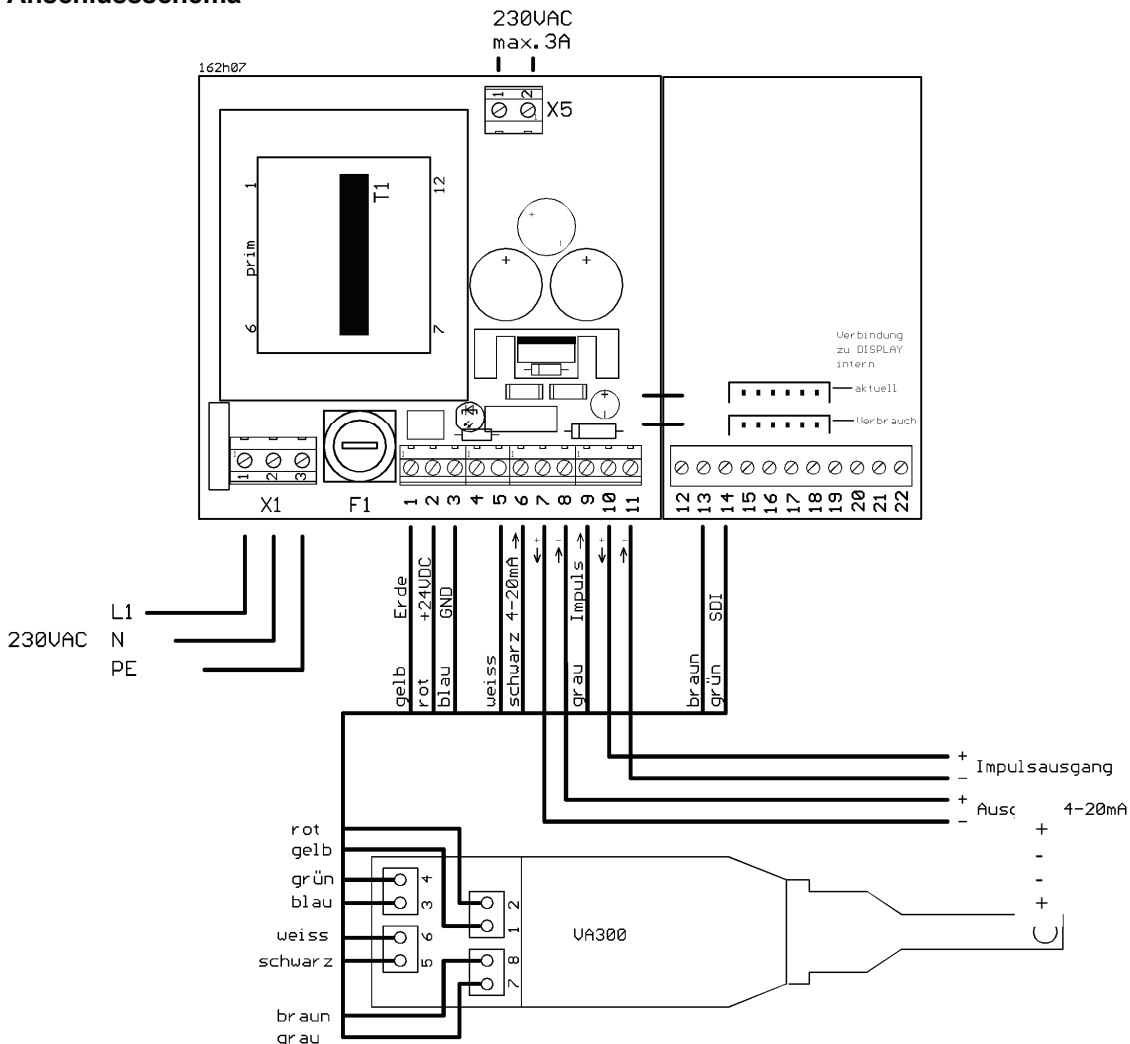 Anschlussschema
230VAC
max.3A
162h07
1 2
X5
1
T1
12
prim
6
7
Verbindung
zu DISPLAY
intern
aktuell
Verbrauch
1 2 3
X1
F1
1 2 3 4 5 6 7 8 9 10 11
12 13 14 15 16 17 18 19 20 21 22
L1
230VAC N
PE
gelb Erde
rot +24VDC
blau GND
weiss
schwarz 4-20mA →
← +
→ -
grau Impuls →
← +
→ -
braun
grün SDI
+
- Impulsausgang
+
- 4-20mA
+
-
-
+
rot
gelb
grün 4
blau 3
2
1
weiss 6
schwarz 5
8
7
VA300
braun
grau